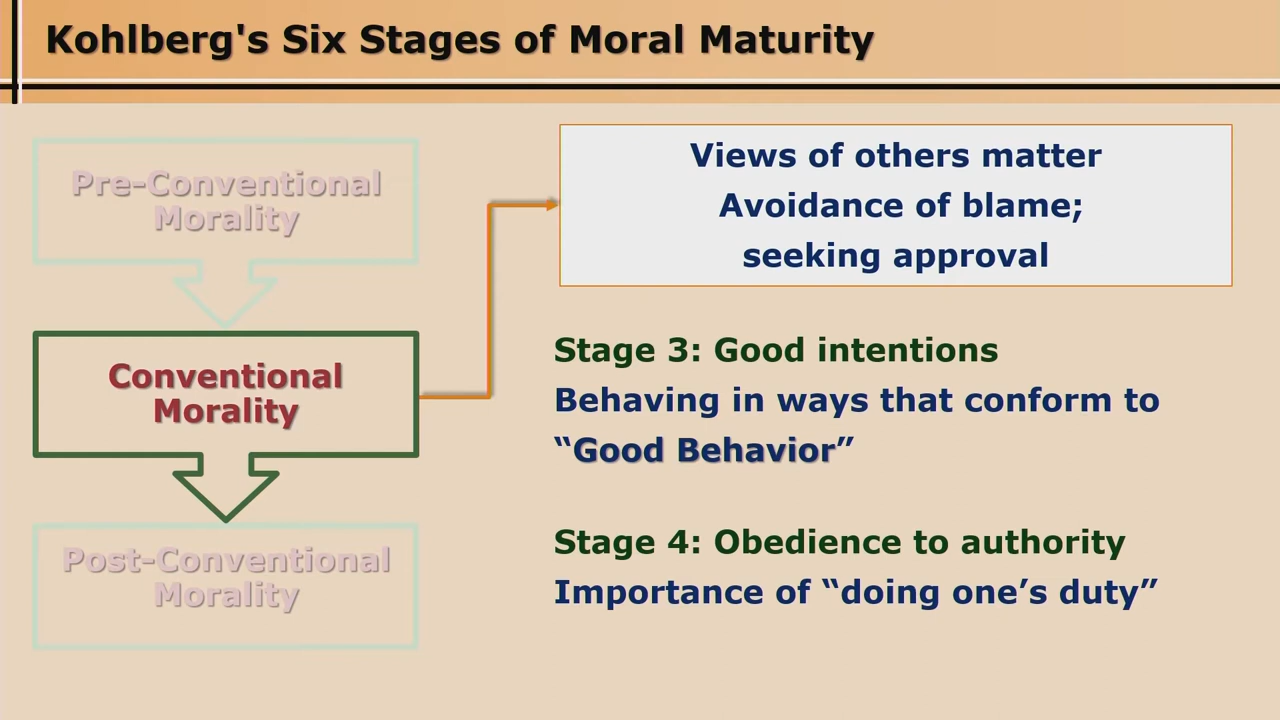 Kohlberg's Six Stages of Moral Maturity
Pre-Conventional
Morality
Conventional
Morality
Post-Conventional
Morality
Views of others matter
Avoidance of blame;
seeking approval
Stage 3: Good intentions
Behaving in ways that conform to
“Good Behavior”
Stage 4: Obedience to authority
Importance of “doing one’s duty”